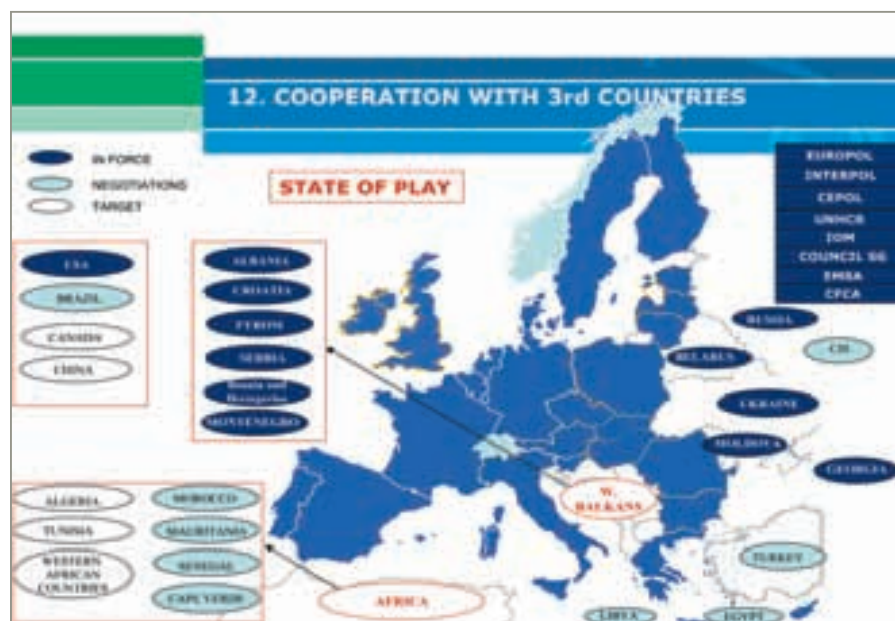 12. COOPERATION WITH 3rd COUNTRIES
IN FORCE
NEGOTIATIONS
TARGET
STATE OF PLAY
EUROPOL
INTERPOL
CEPOL
UNHCR
IOM
COUNCIL SG
EMSA
CFCA
USA
BRAZIL
CANADA
CHINA
ALBANIA
CROATIA
FYROM
SERBIA
Bosnia and
Herzegovina
MONTENEGRO
RUSSIA
BELARUS
CIS
UKRAINE
MOLDOVA
GEORGIA
W.
BALKANS
TURKEY
ALGERIA
TUNISIA
WESTERN
AFRICAN
COUNTRIES
MOROCCO
MAURITANIA
SENEGAL
CAPE VERDE
AFRICA
LIBYA
EGYPT